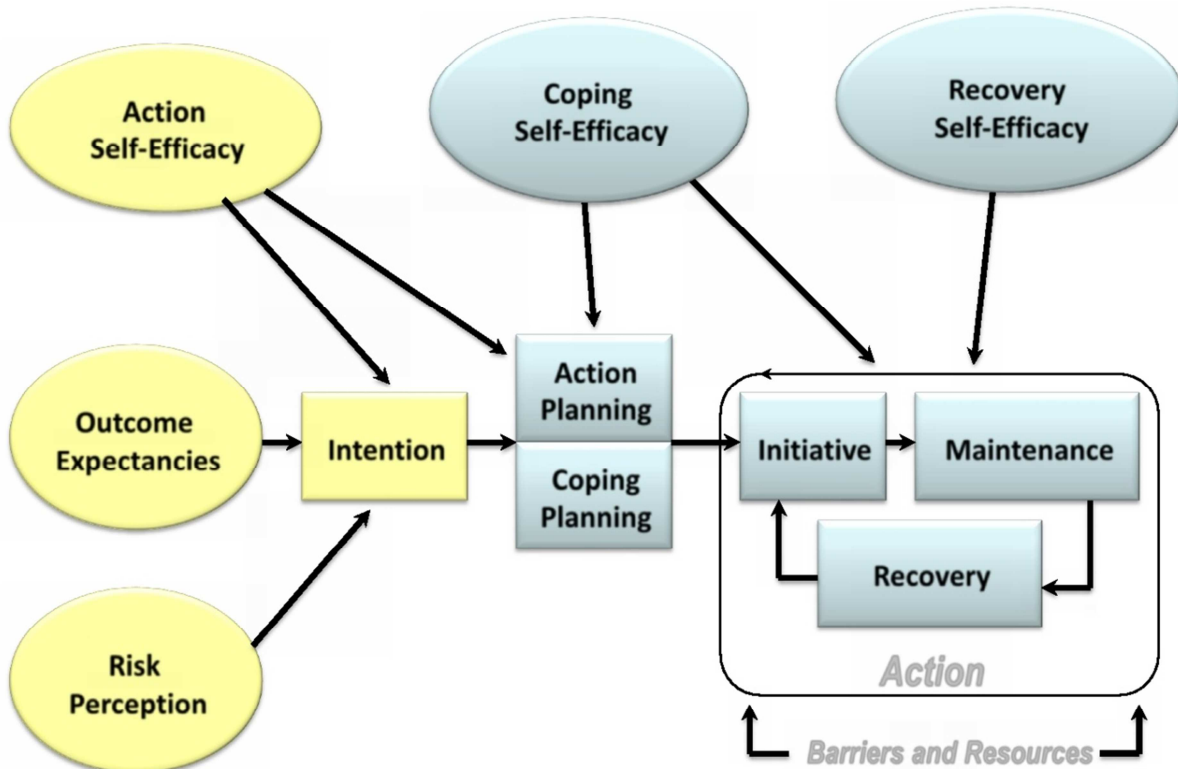 Action
Self-Efficacy
Coping
Self-Efficacy
Recovery
Self-Efficacy
Outcome
Expectancies
Intention
Action
Planning
Coping
Planning
Initiative
Maintenance
Recovery
Risk
Perception
Action
Barriers and Resources